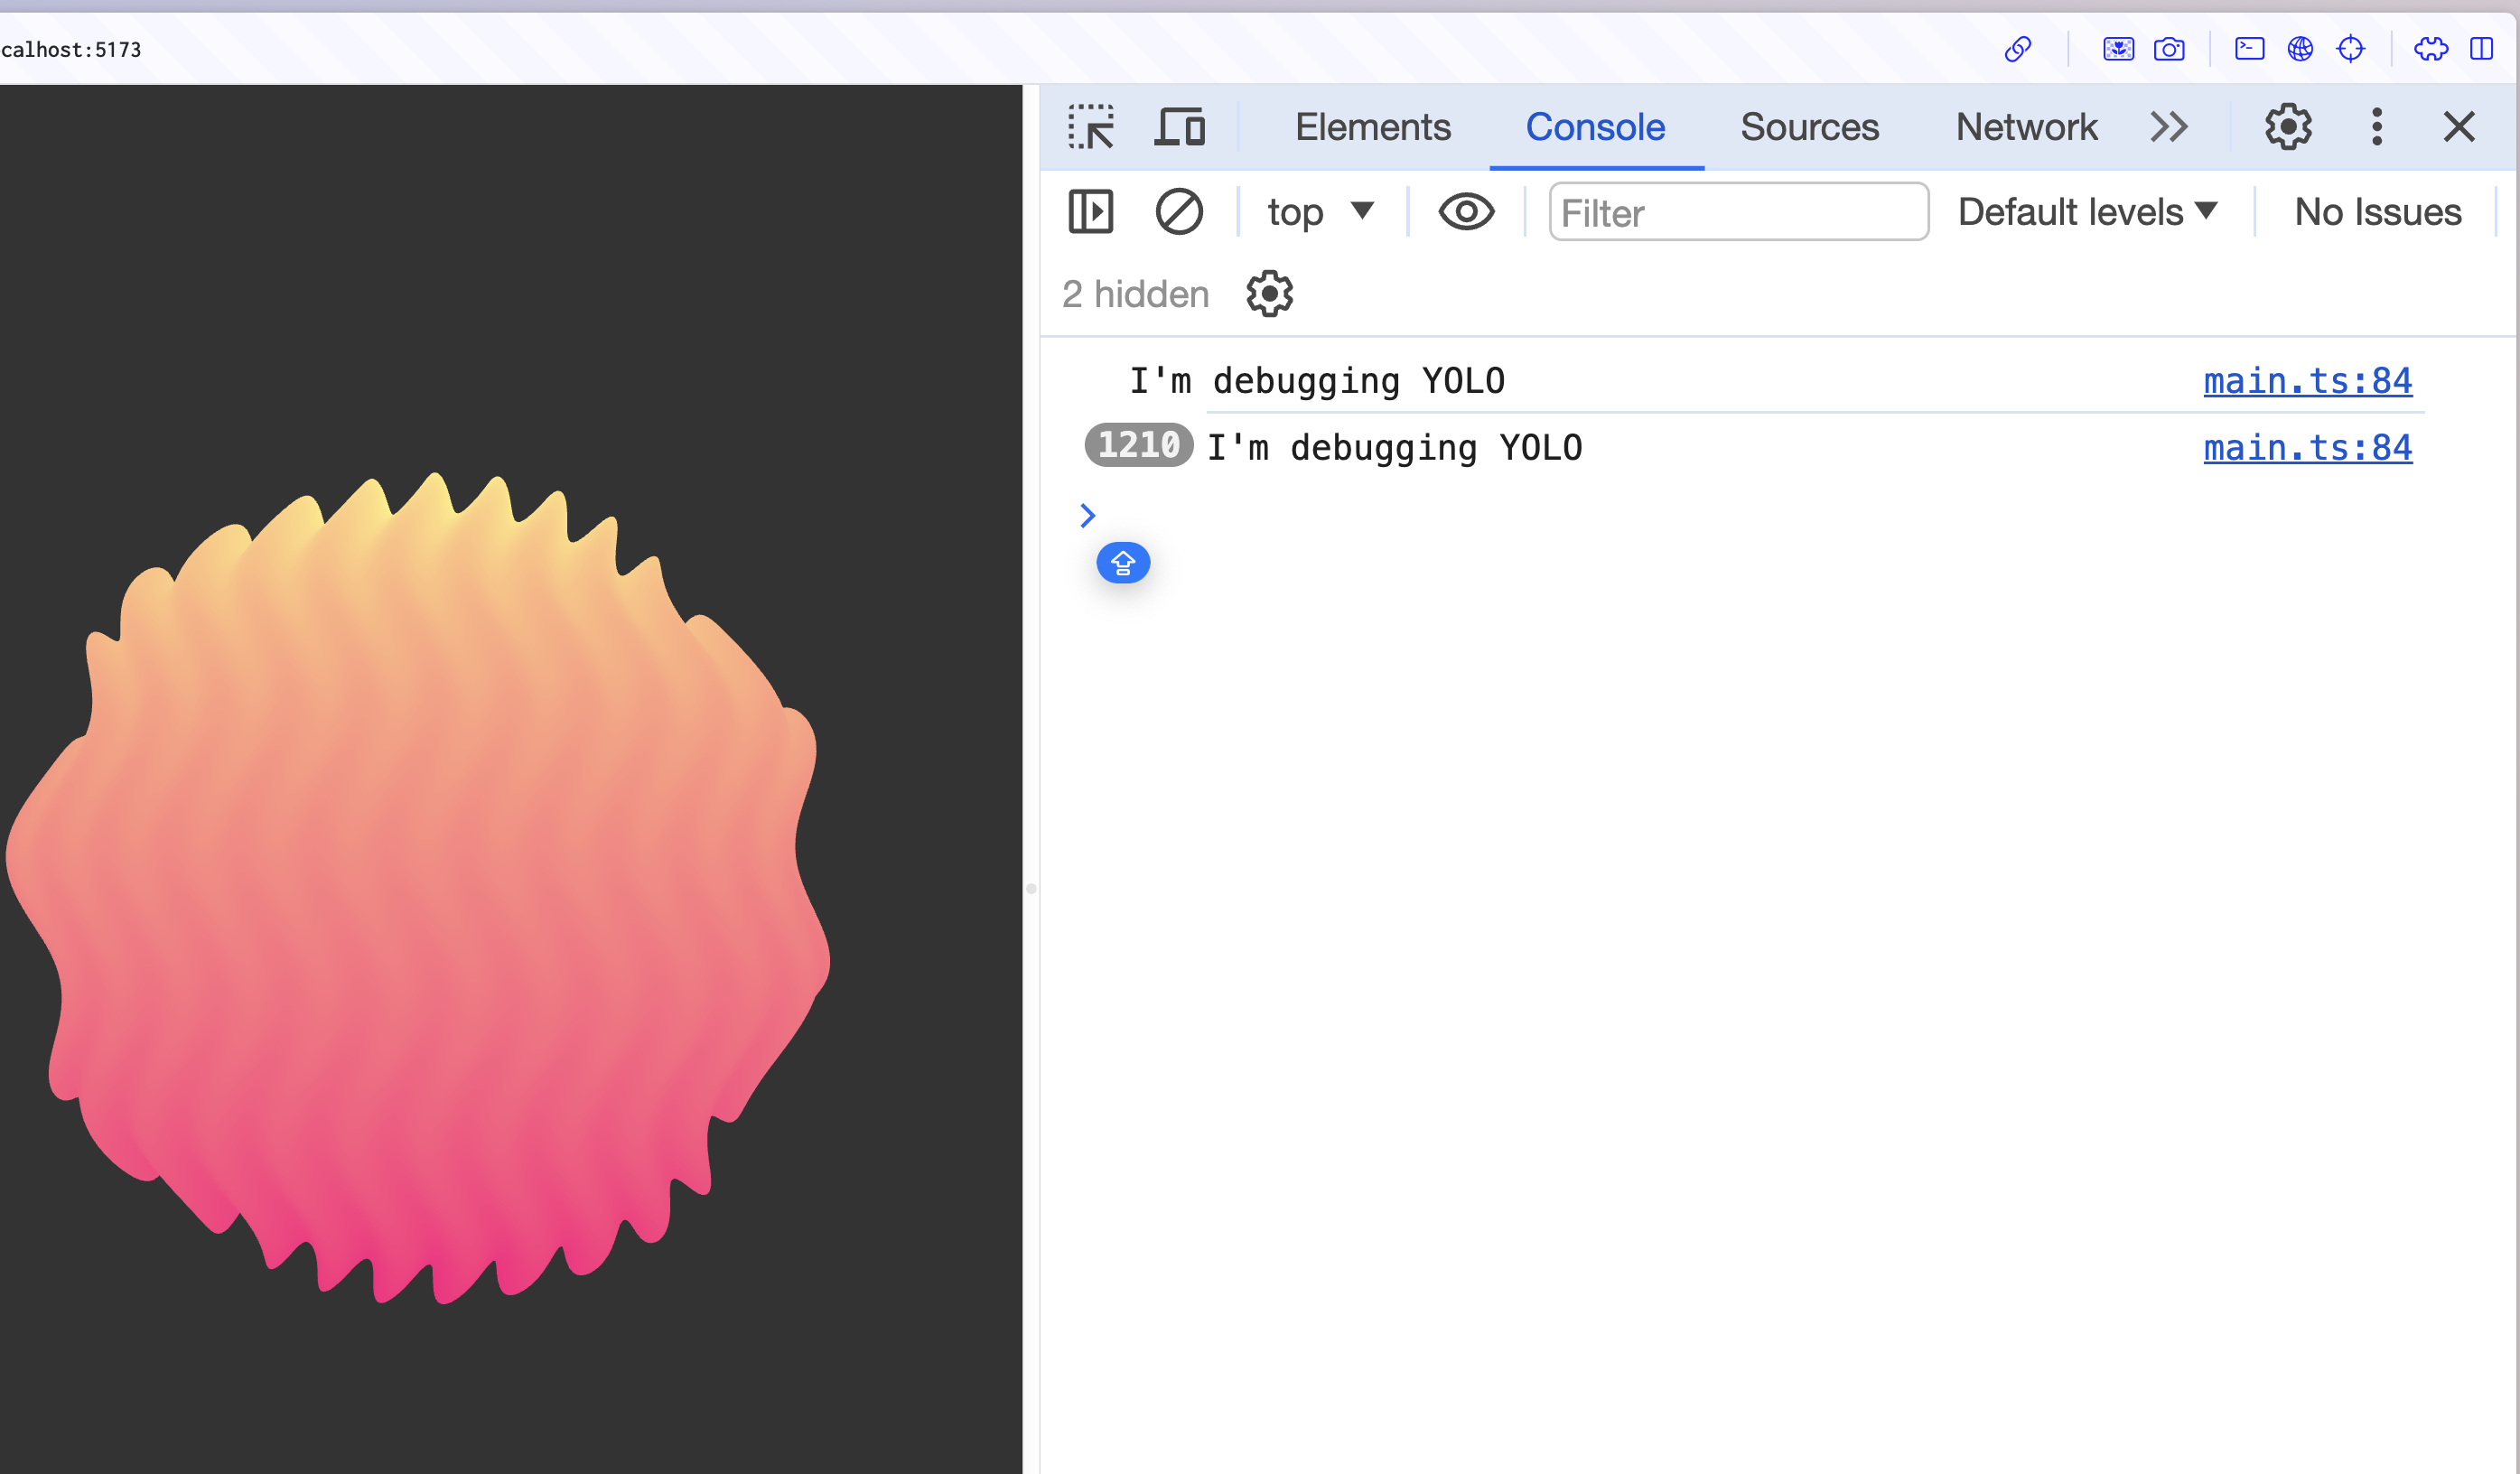 calhost:5173
Elements Console Sources Network
top Filter Default levels No Issues
2 hidden
I'm debugging YOLO main.ts:84
1210 I'm debugging YOLO main.ts:84